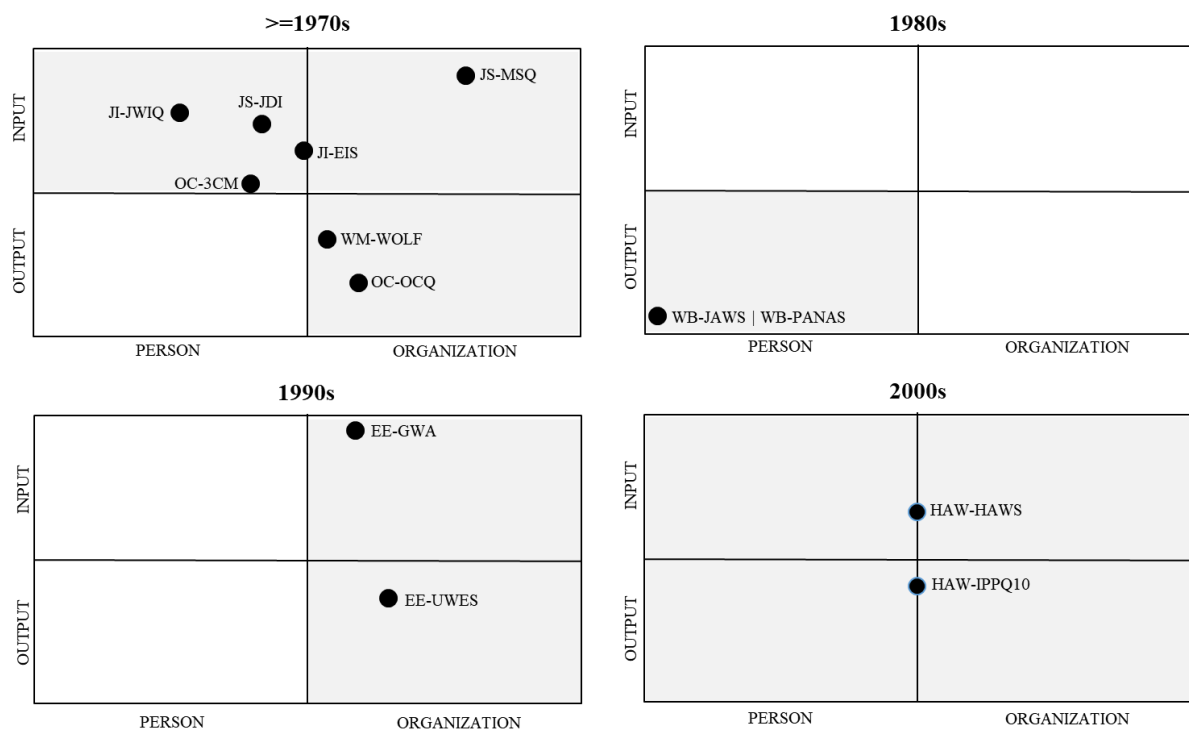 >=1970s
INPUT
OUTPUT
JS-MSQ
JS-JDI
JI-JWIQ
JI-EIS
OC-3CM
WM-WOLF
OC-OCQ
PERSON
ORGANIZATION
1980s
INPUT
OUTPUT
WB-JAWS | WB-PANAS
PERSON
ORGANIZATION
1990s
INPUT
OUTPUT
EE-GWA
EE-UWES
PERSON
ORGANIZATION
2000s
INPUT
OUTPUT
HAW-HAWS
HAW-IPPQ10
PERSON
ORGANIZATION